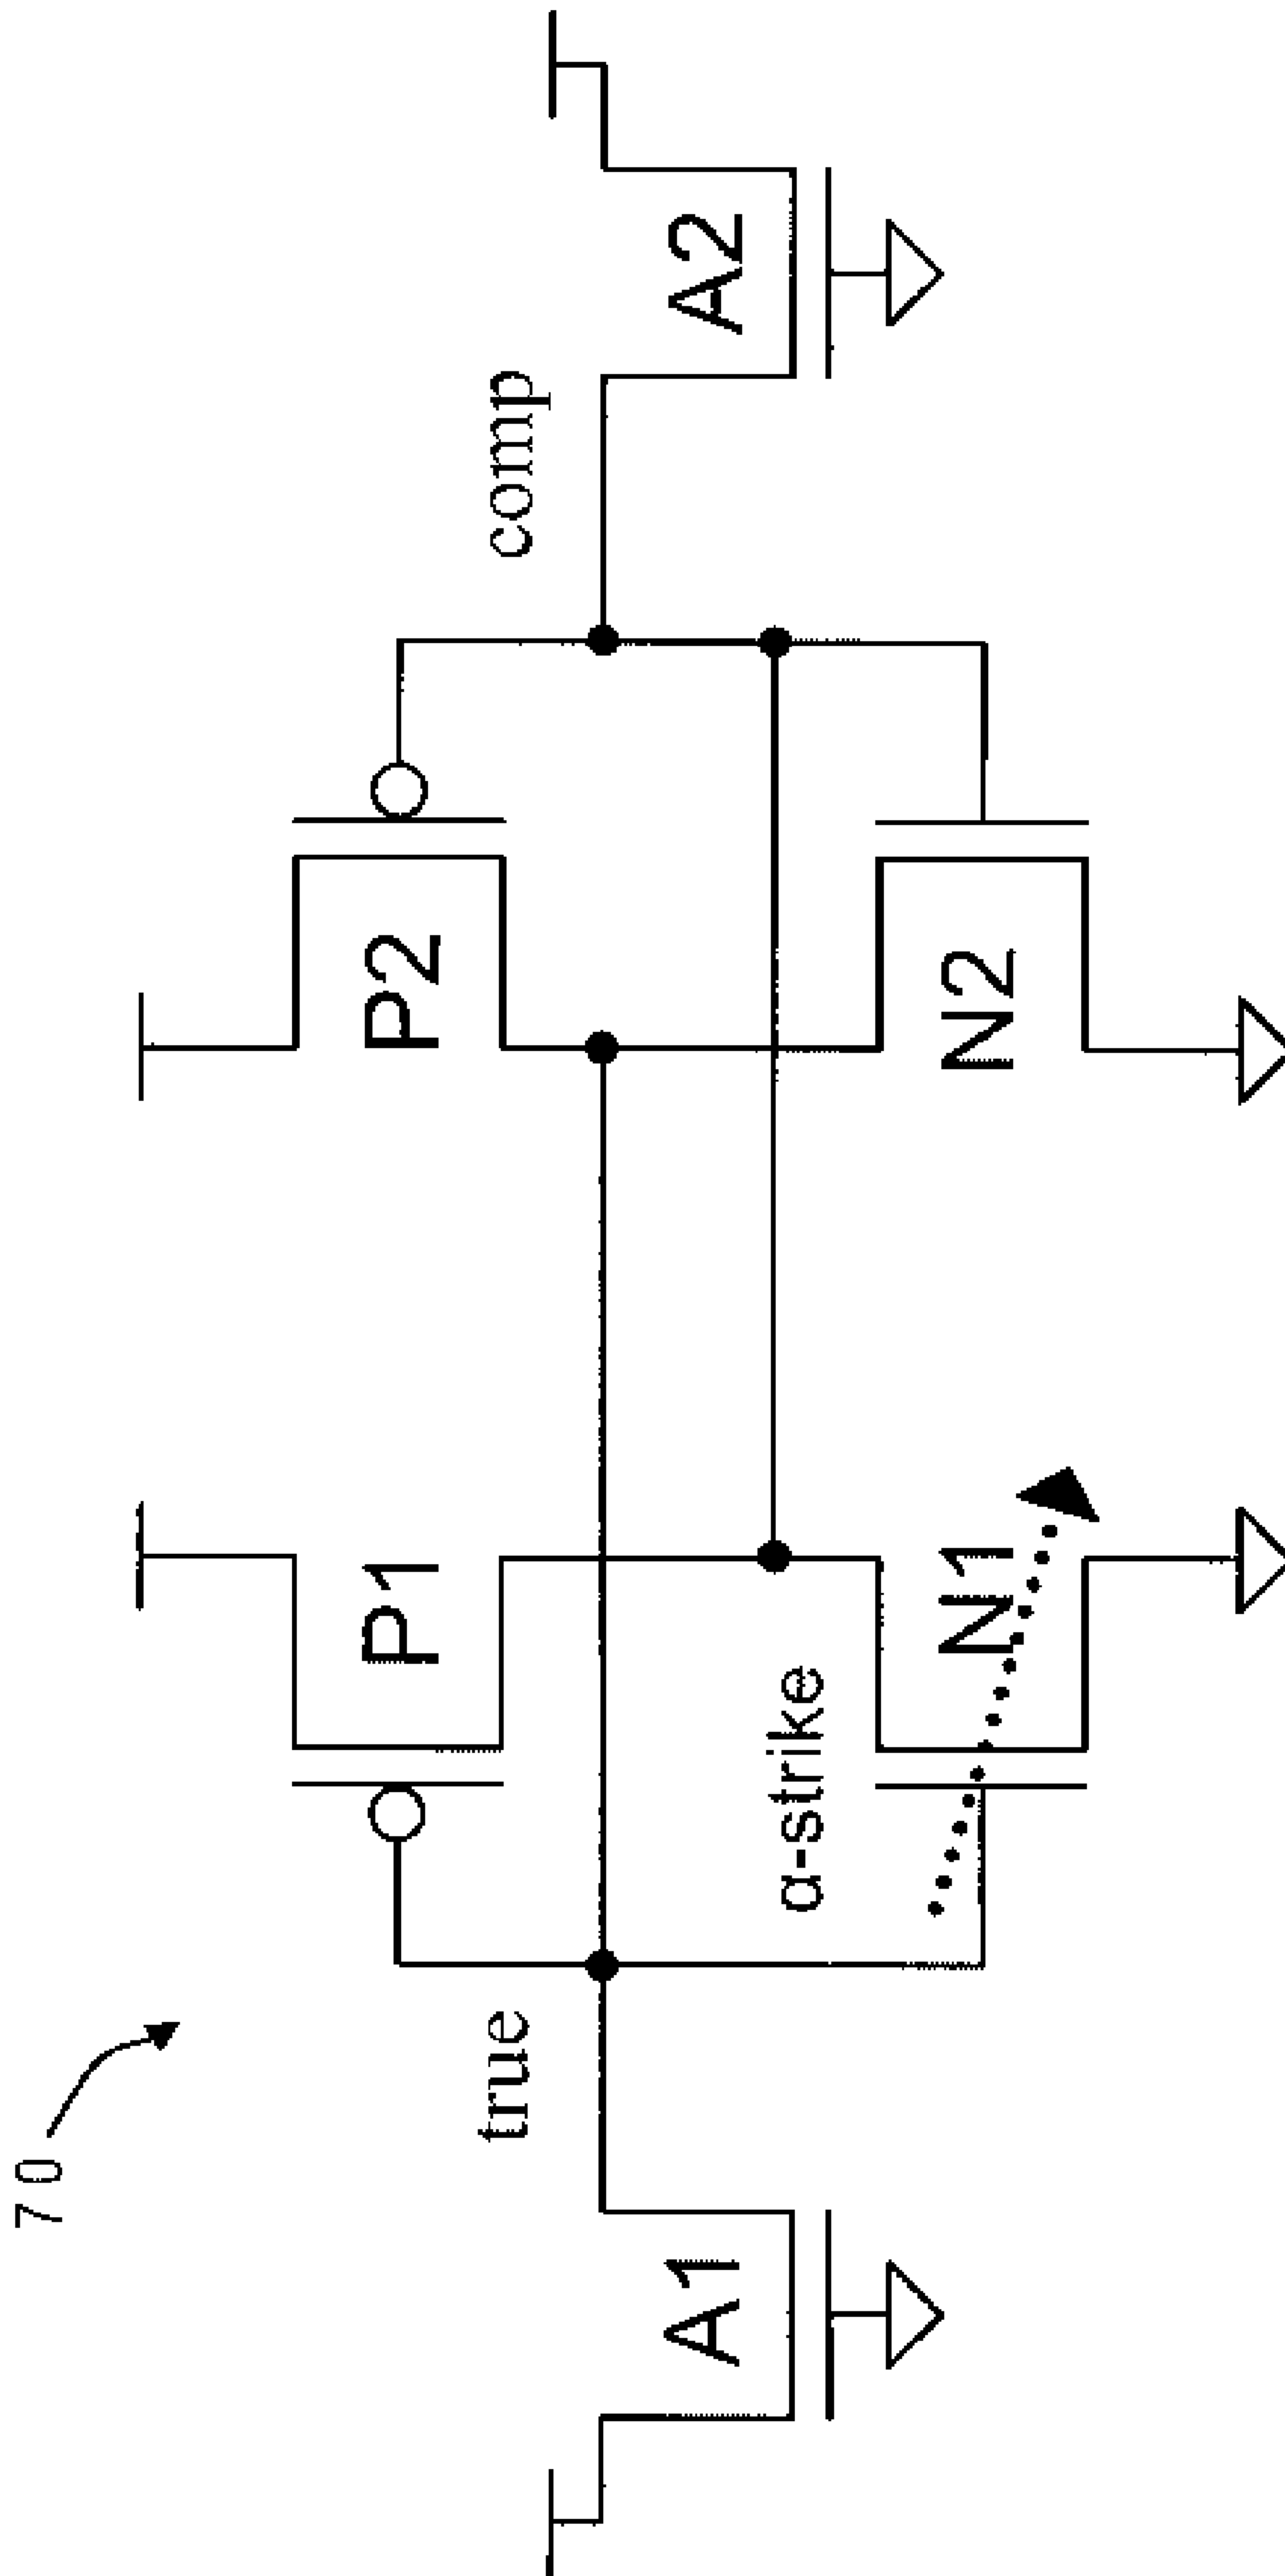 70
true
comp
P1
P2
A1
A2
α-strike
N1
N2